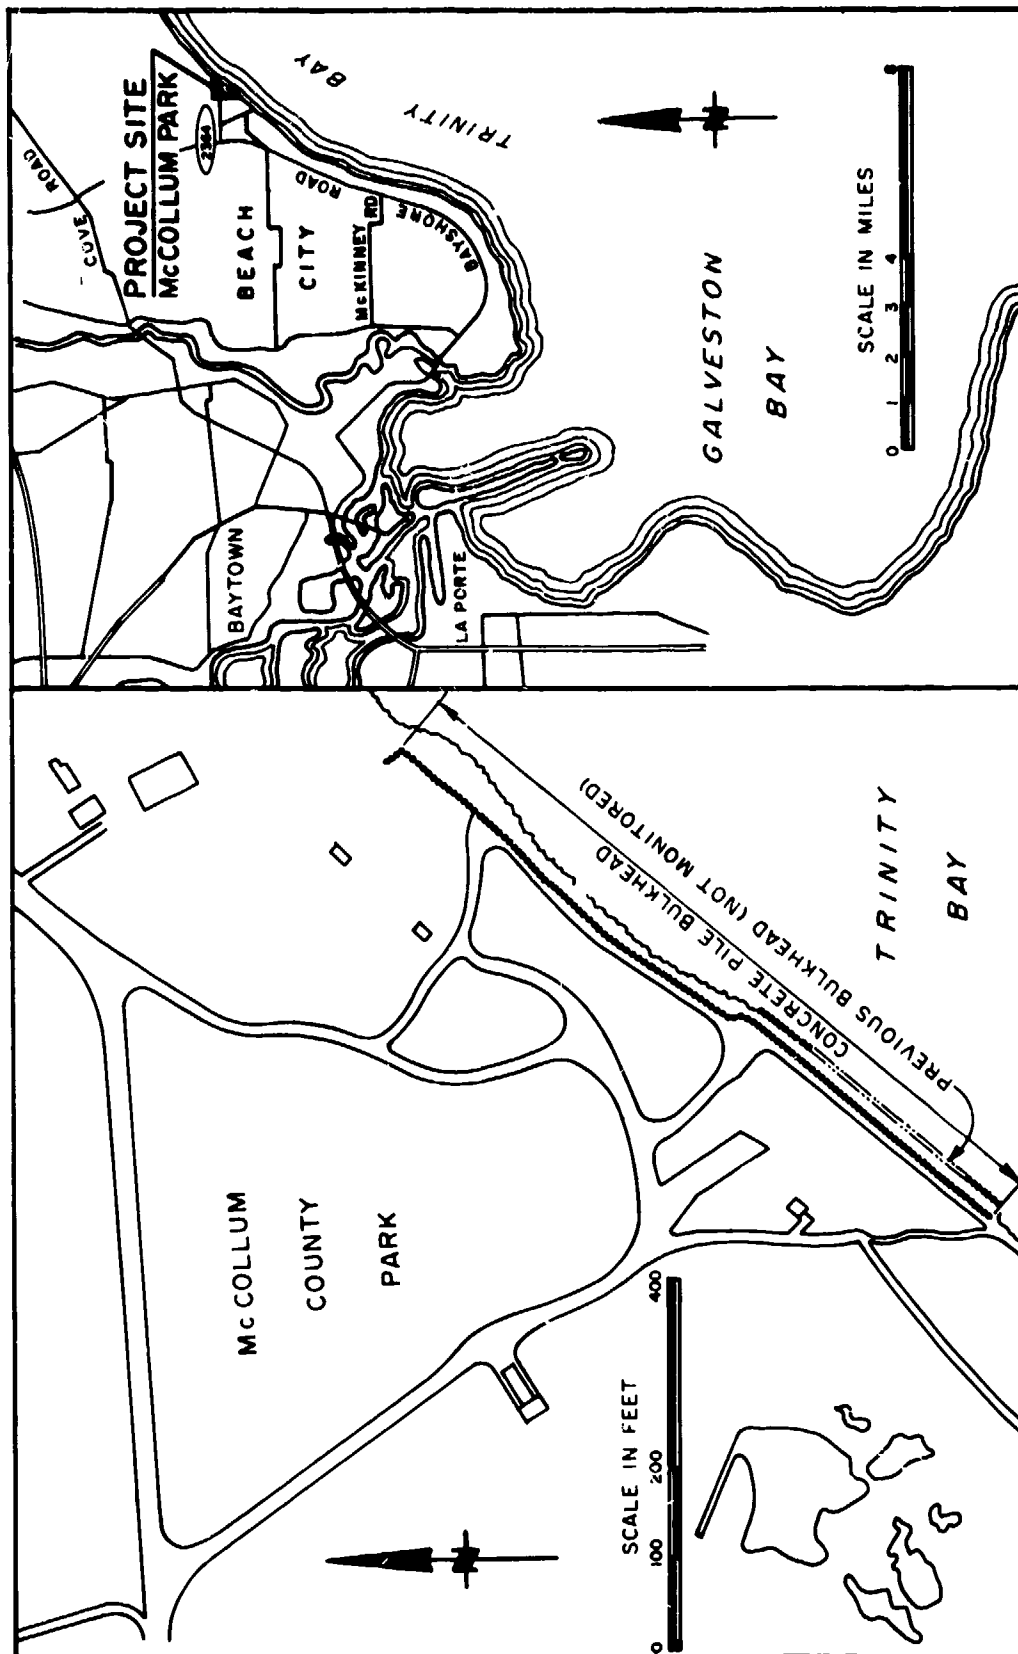 PROJECT SITE
McCOLLUM PARK
2354
COVE
ROAD
BEACH
CITY
McKINNEY RD
BAYSHORE
ROAD
TRINITY
BAY
BAYTOWN
LA PORTE
GALVESTON
BAY
SCALE IN MILES
0 1 2 3 4 8
McCOLLUM
COUNTY
PARK
CONCRETE PILE BULKHEAD
PREVIOUS BULKHEAD (NOT MONITORED)
TRINITY
BAY
SCALE IN FEET
0 100 200 400